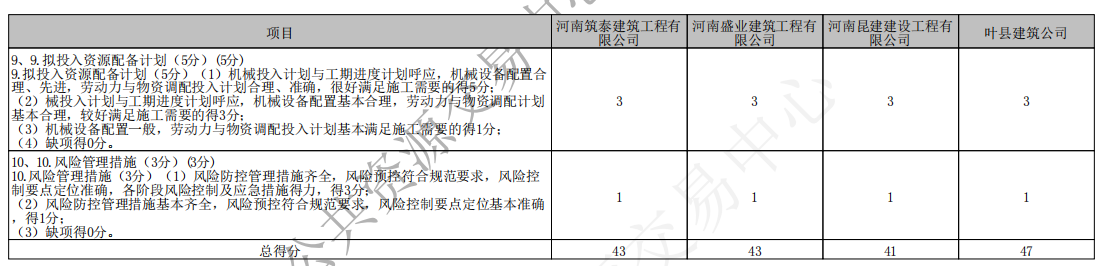 项目
河南筑泰建筑工程有
限公司
河南盛业建筑工程有
限公司
河南昆建建设工程有
限公司
叶县建筑公司
9、9.拟投入资源配备计划（5分）(5分)
9.拟投入资源配备计划（5分）（1）机械投入计划与工期进度计划呼应，机械设备配置合
理、先进，劳动力与物资调配投入计划合理、准确，很好满足施工需要的得5分；
（2）械投入计划与工期进度计划呼应，机械设备配置基本合理，劳动力与物资调配计划
基本合理，较好满足施工需要的得3分；
（3）机械设备配置一般，劳动力与物资调配投入计划基本满足施工需要的得1分；
（4）缺项得0分。
3
3
3
3
10、10.风险管理措施（3分）(3分)
10.风险管理措施（3分）（1）风险防控管理措施齐全，风险预控符合规范要求，风险控
制要点定位准确，各阶段风险控制及应急措施得力，得3分；
（2）风险防控管理措施基本齐全，风险预控符合规范要求，风险控制要点定位基本准确
，得1分；
（3）缺项得0分。
1
1
1
1
总得分
43
43
41
47
公共资源交易中心
交易中心